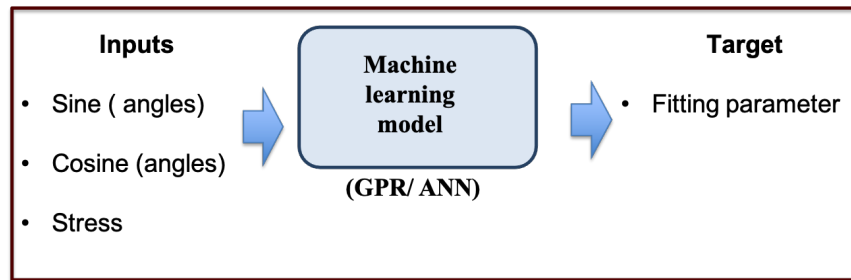 Inputs
• Sine ( angles)
• Cosine (angles)
• Stress
Machine
learning
model
(GPR/ ANN)
Target
• Fitting parameter